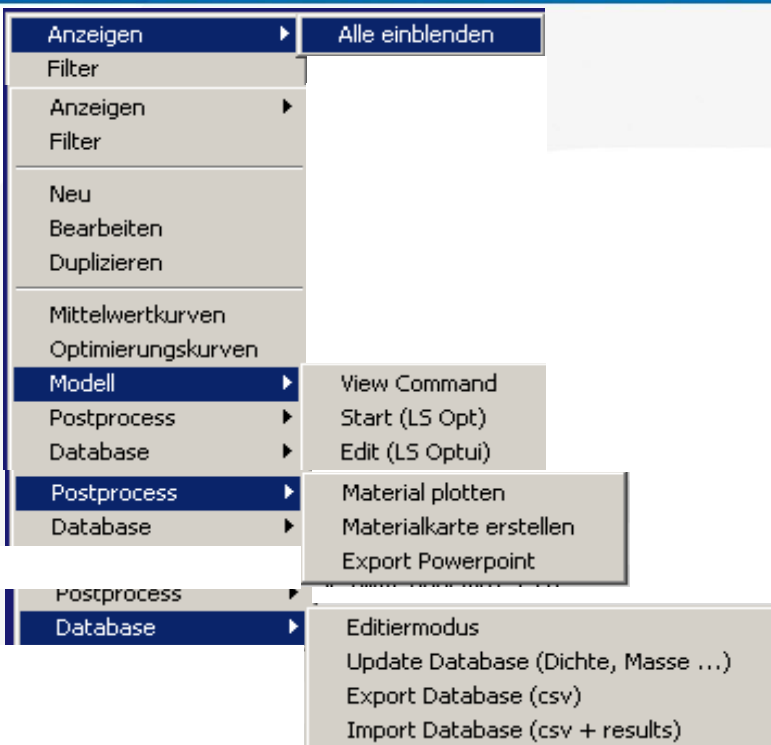 Anzeigen Alle einblenden
Filter
Anzeigen
Filter
Neu
Bearbeiten
Duplizieren
Mittelwertkurven
Optimierungskurven
Modell View Command
Postprocess Start (LS Opt)
Database Edit (LS Optui)
Postprocess Material plotten
Database Materialkarte erstellen
Export Powerpoint
Postprocess
Database Editiermodus
Update Database (Dichte, Masse ...)
Export Database (csv)
Import Database (csv + results)